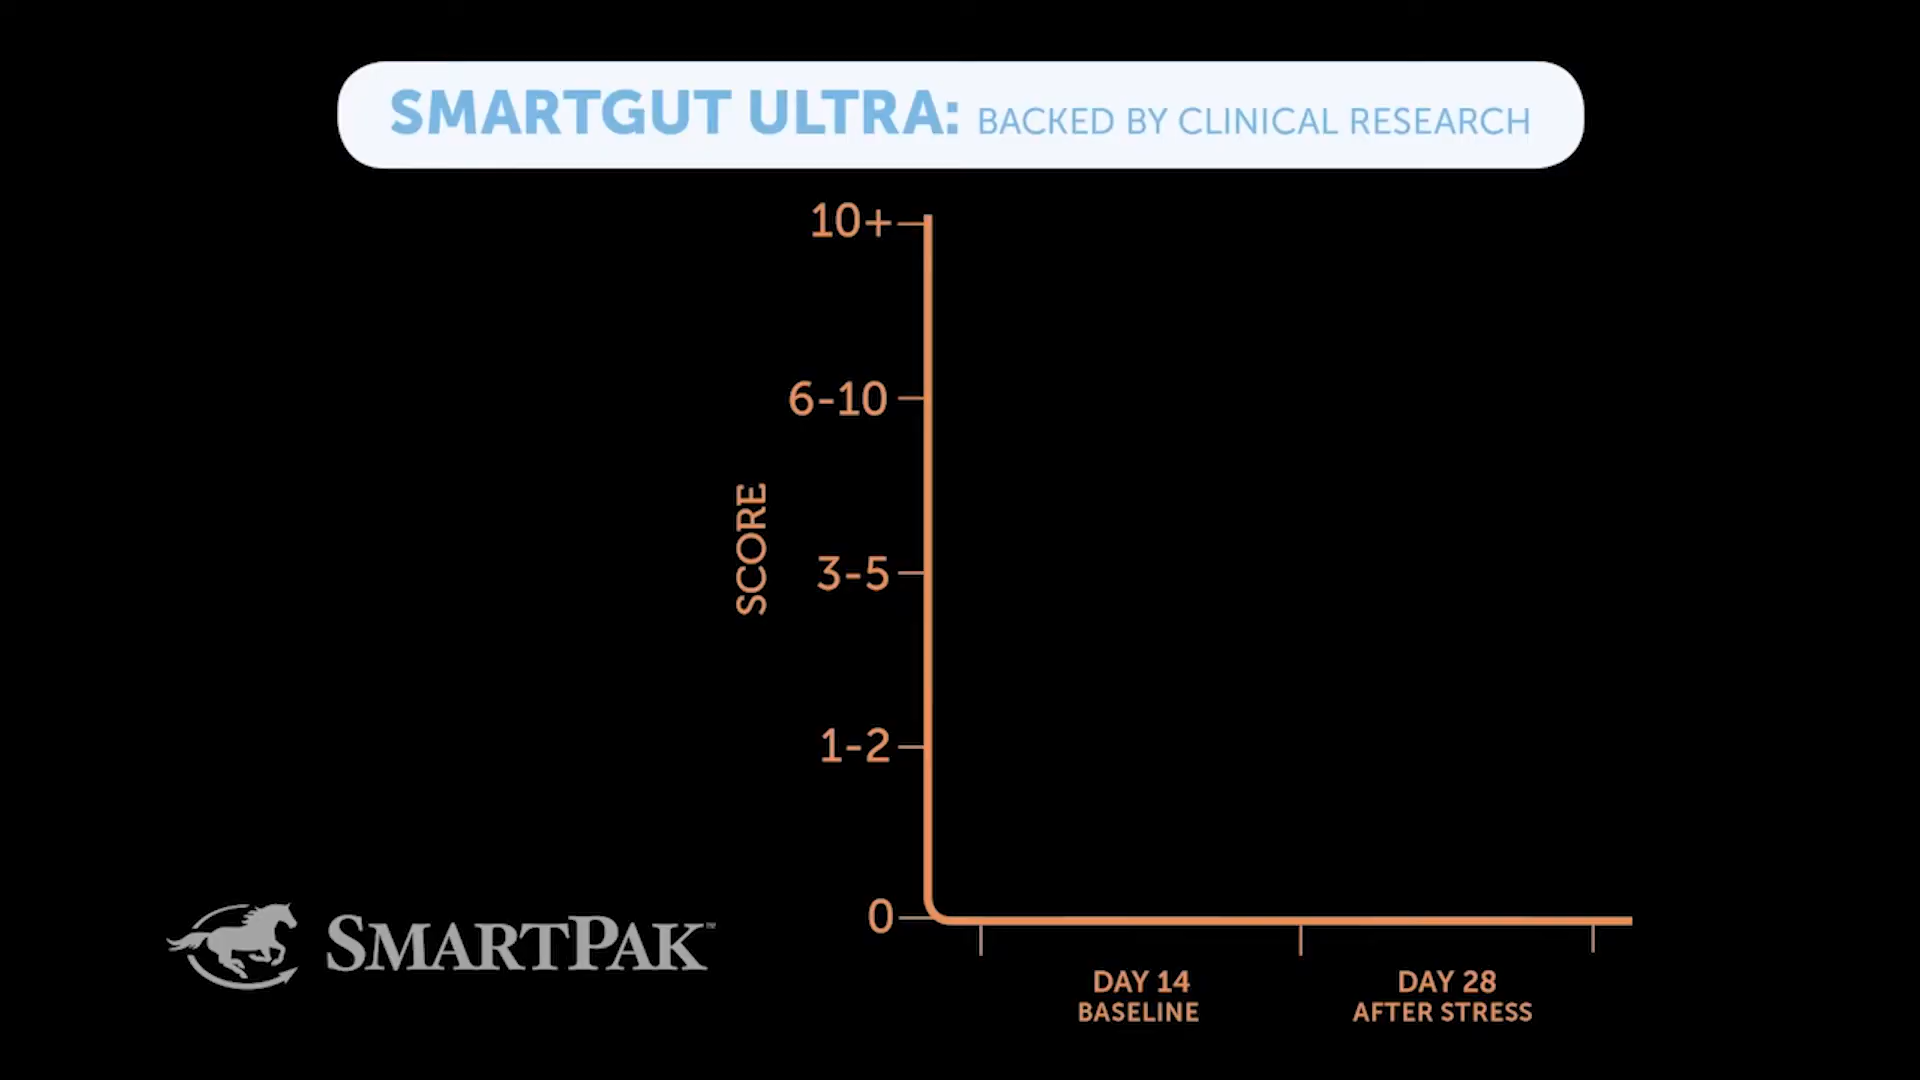 SMARTGUT ULTRA: BACKED BY CLINICAL RESEARCH
10+
6-10
SCORE
3-5
1-2
0
SMARTPAK™
DAY 14
BASELINE
DAY 28
AFTER STRESS